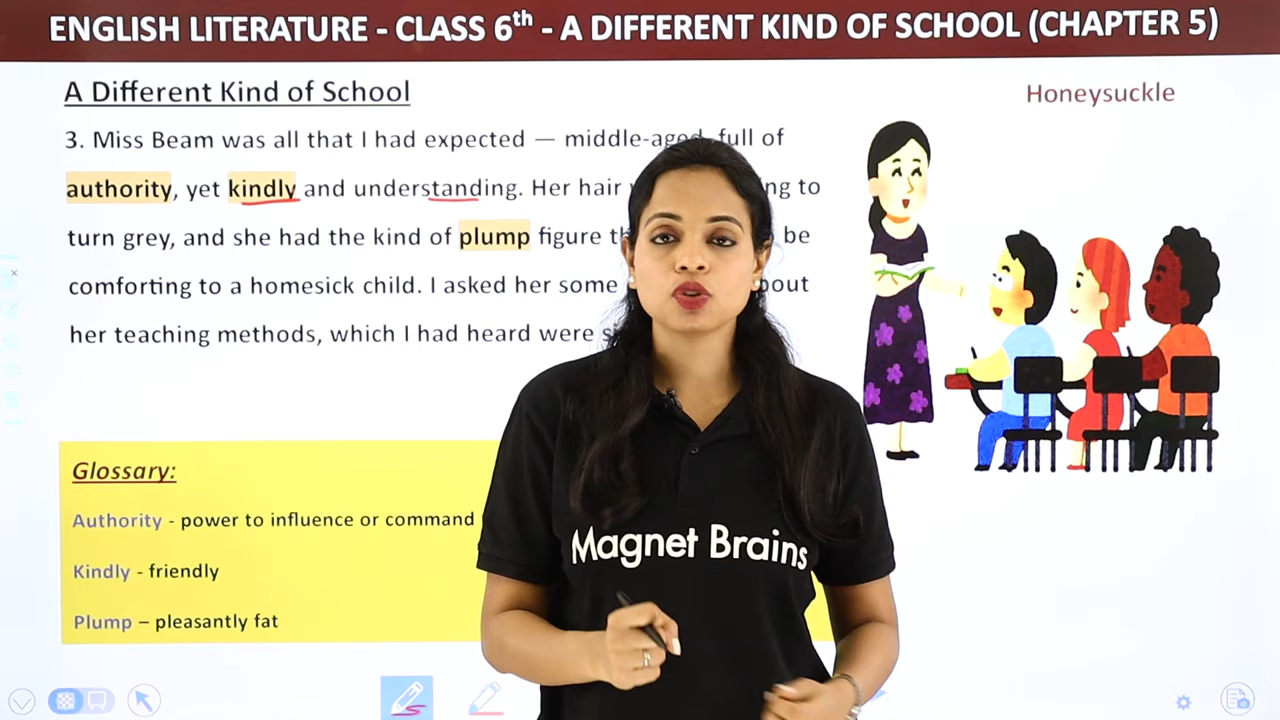 ENGLISH LITERATURE - CLASS 6th - A DIFFERENT KIND OF SCHOOL (CHAPTER 5)
A Different Kind of School
Honeysuckle
3. Miss Beam was all that I had expected — middle-aged, full of
authority, yet kindly and understanding. Her hair to
turn grey, and she had the kind of plump figure be
comforting to a homesick child. I asked her some
her teaching methods, which I had heard were
Glossary:
Authority - power to influence or command
Kindly - friendly
Plump – pleasantly fat
Magnet Brains